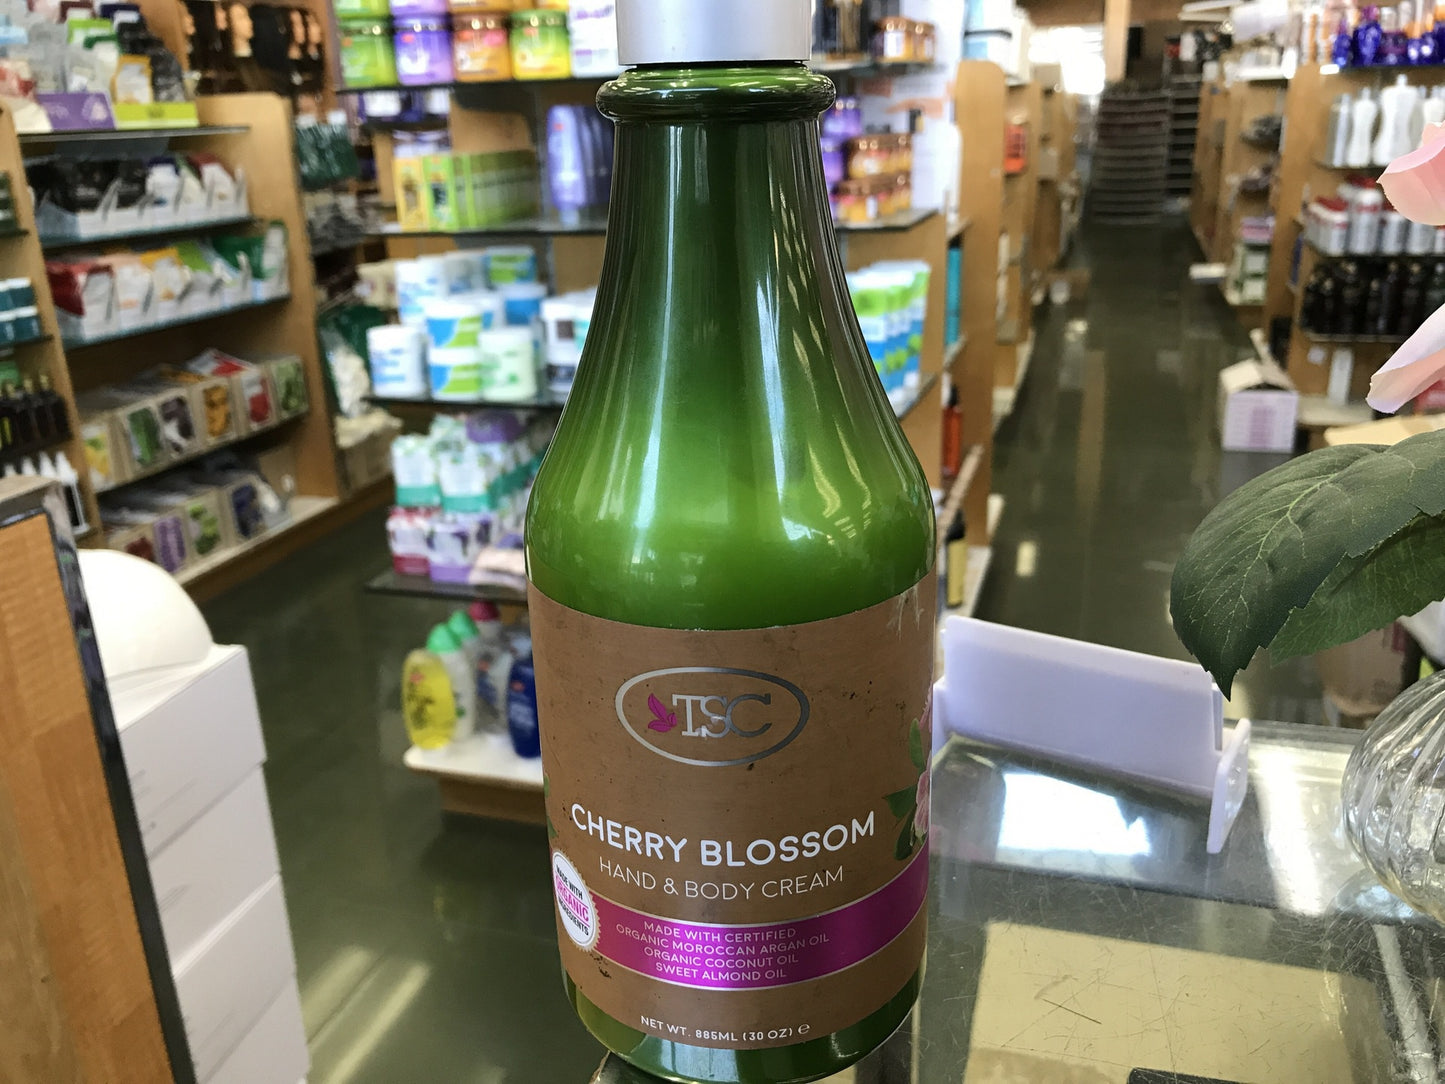 TSC
CHERRY BLOSSOM
HAND & BODY CREAM
MADE WITH
ORGANIC
INGREDIENTS
MADE WITH CERTIFIED
ORGANIC MOROCCAN ARGAN OIL
ORGANIC COCONUT OIL
SWEET ALMOND OIL
NET WT. 885ML (30 OZ) ℮